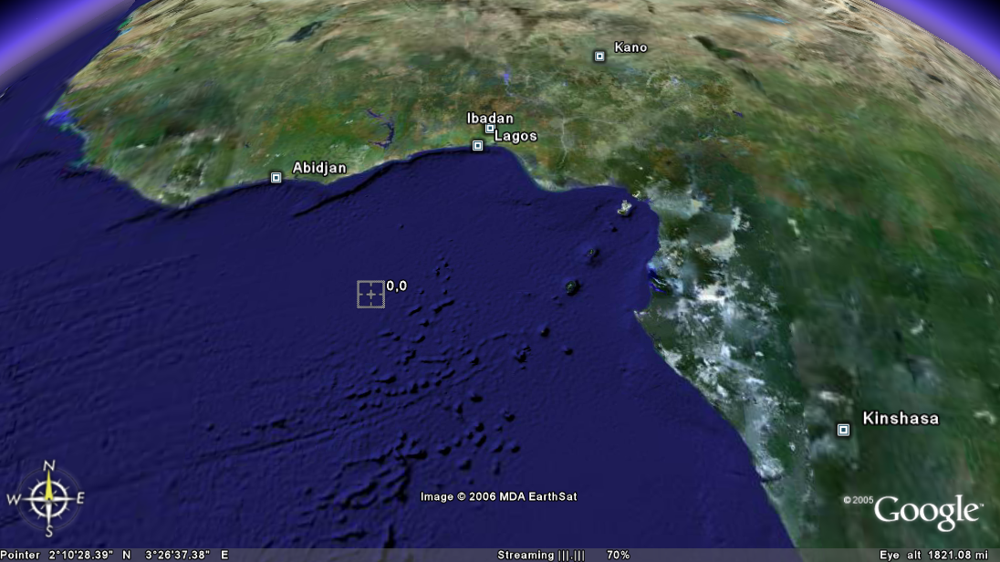 Kano
Ibadan
Lagos
Abidjan
0,0
Kinshasa
N
W E
S
Image © 2006 MDA EarthSat
© 2005 Google™
Pointer 2°10'28.39" N 3°26'37.38" E Streaming |||.||| 70% Eye alt 1821.08 mi